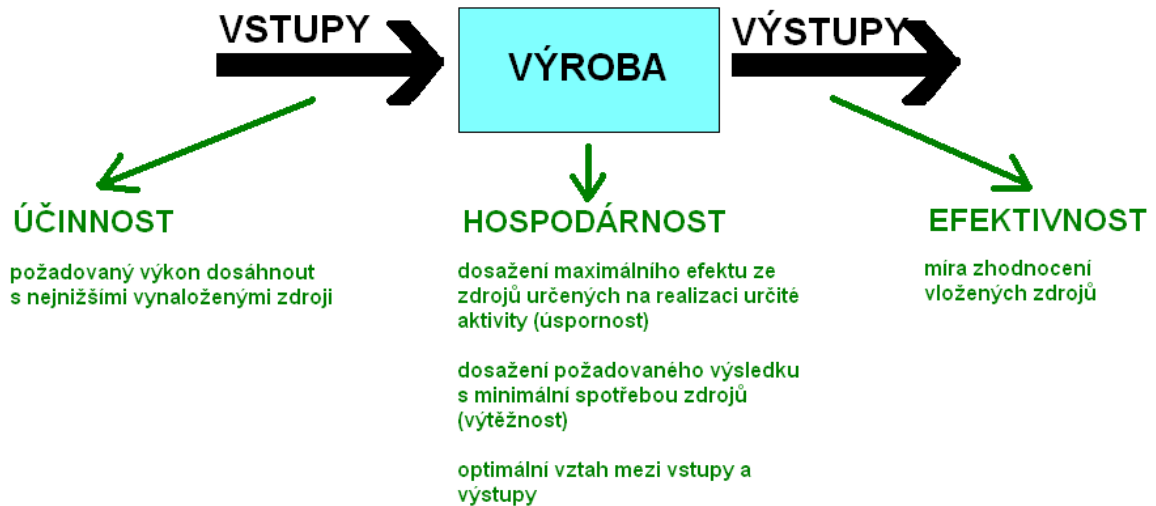 VSTUPY
VÝROBA
VÝSTUPY
ÚČINNOST
požadovaný výkon dosáhnout
s nejnižšími vynaloženými zdroji
HOSPODÁRNOST
dosažení maximálního efektu ze
zdrojů určených na realizaci určité
aktivity (úspornost)
dosažení požadovaného výsledku
s minimální spotřebou zdrojů
(výtěžnost)
optimální vztah mezi vstupy a
výstupy
EFEKTIVNOST
míra zhodnocení
vložených zdrojů